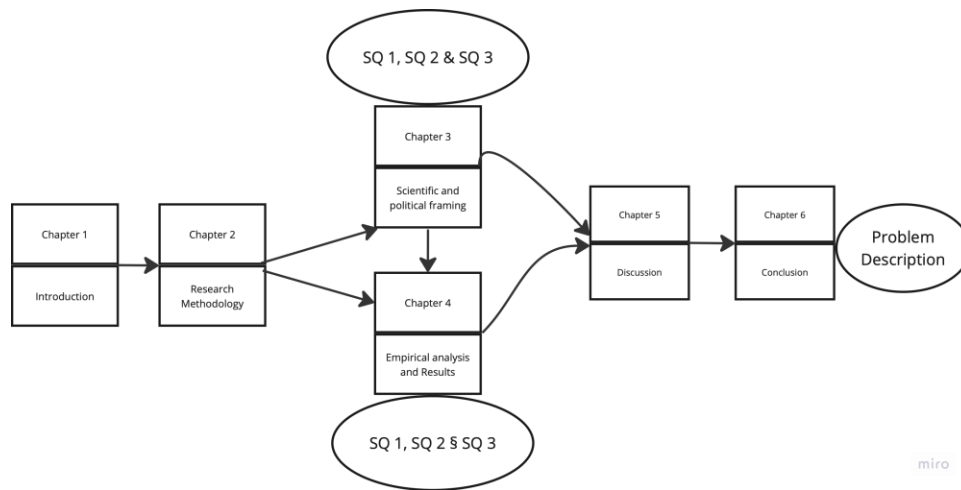 SQ 1, SQ 2 & SQ 3
Chapter 3
Scientific and
political framing
Chapter 1
Introduction
Chapter 2
Research
Methodology
Chapter 4
Empirical analysis
and Results
SQ 1, SQ 2 § SQ 3
Chapter 5
Discussion
Chapter 6
Conclusion
Problem
Description
miro